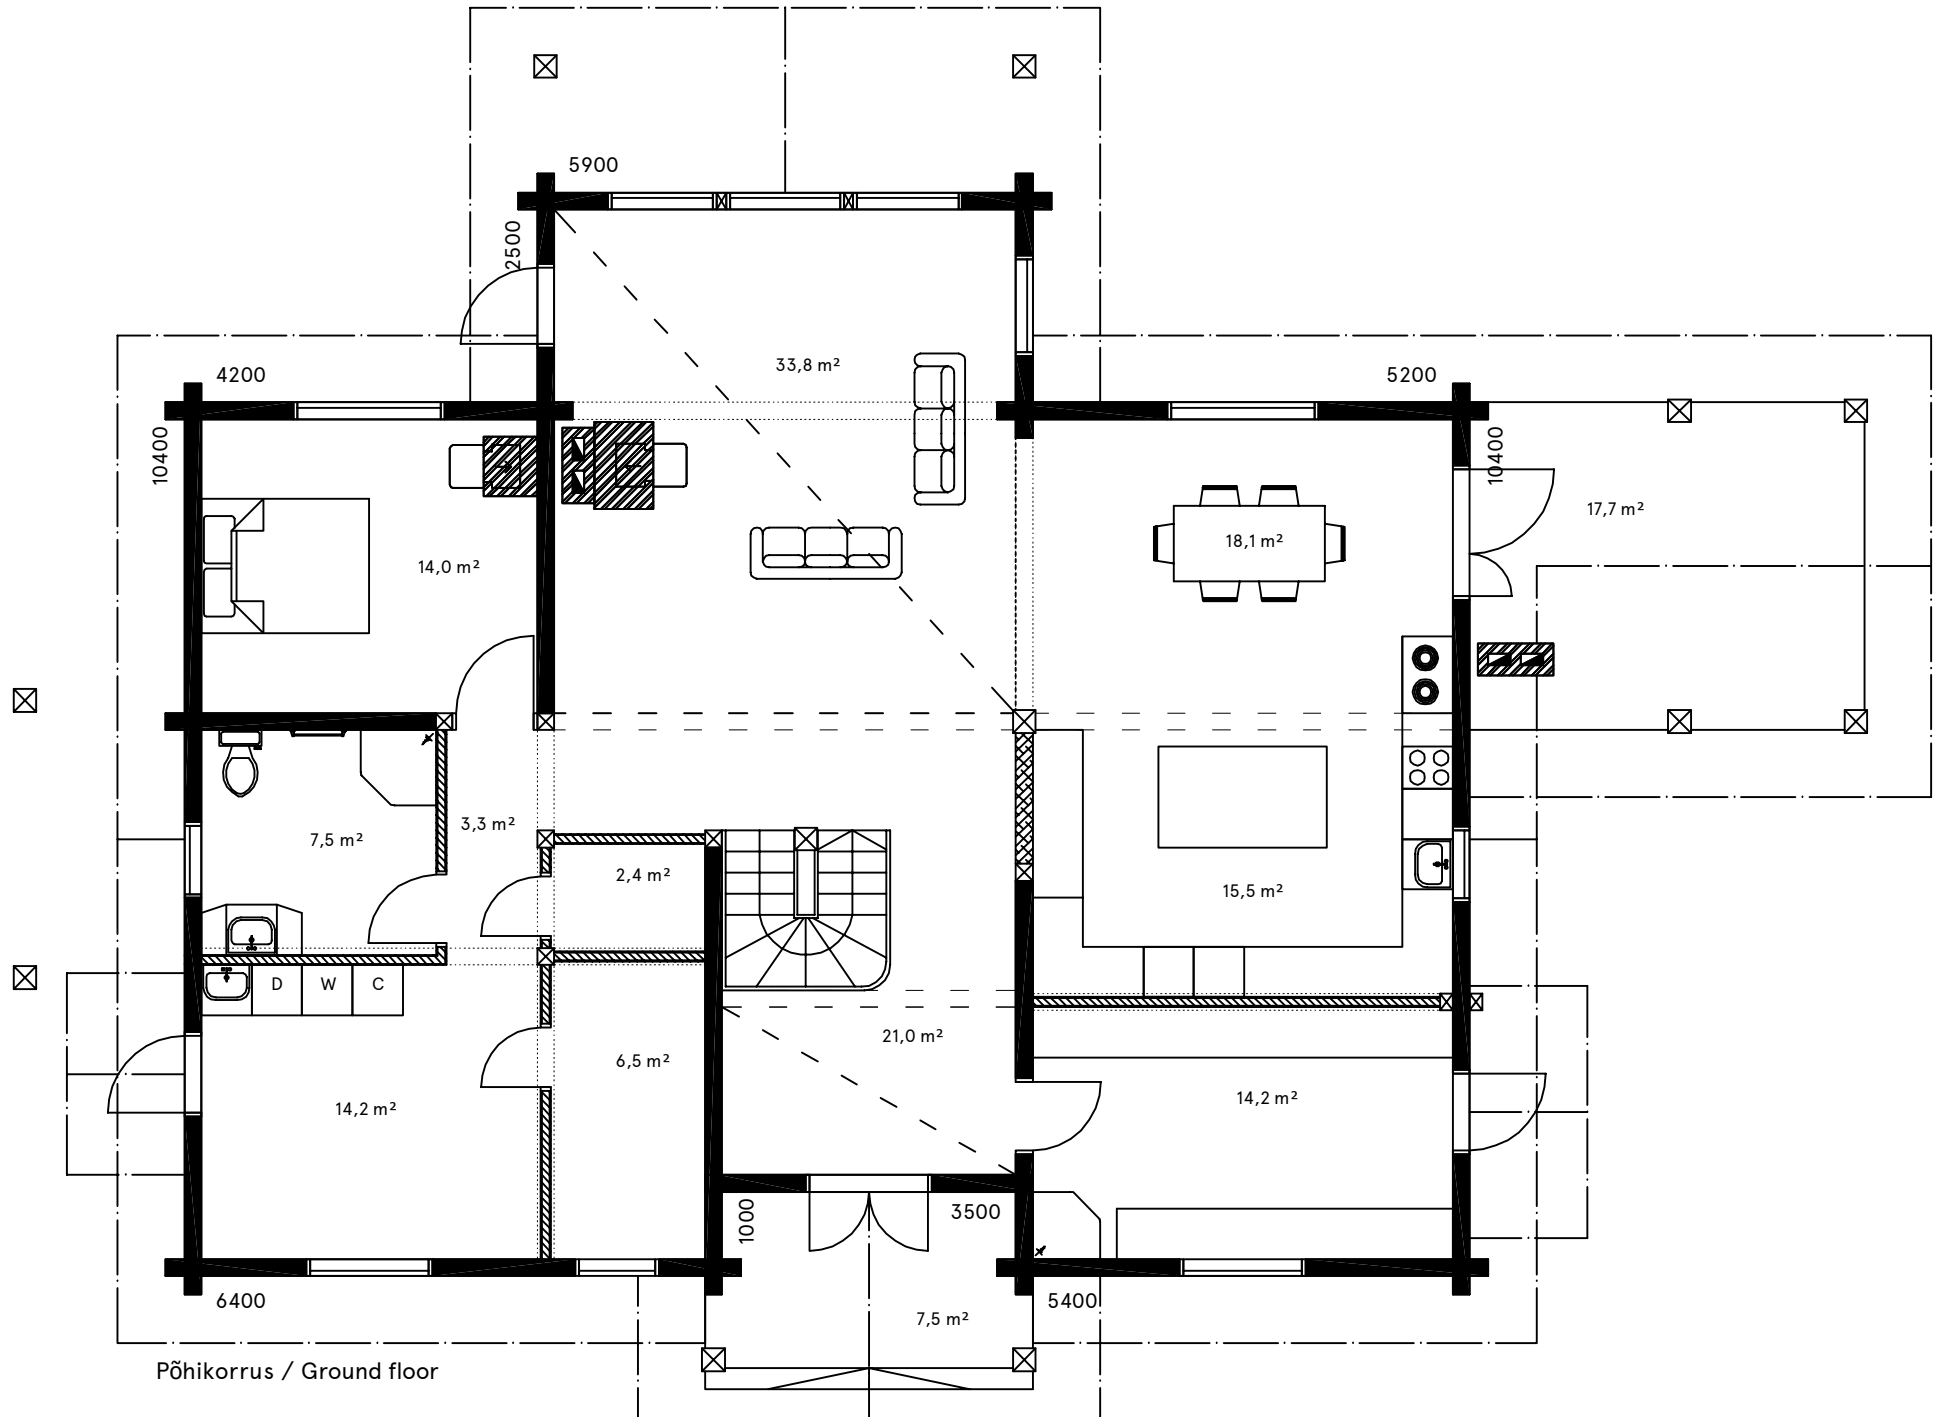 5900
2500
33,8 m²
4200
5200
10400
10400
17,7 m²
18,1 m²
14,0 m²
3,3 m²
7,5 m²
2,4 m²
15,5 m²
D W C
21,0 m²
6,5 m²
14,2 m²
14,2 m²
1000
3500
6400
5400
7,5 m²
Põhikorrus / Ground floor